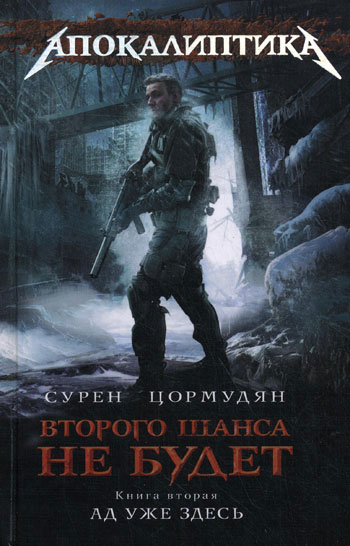 АПОКАЛИПТИКА
СУРЕН ЦОРМУДЯН
ВТОРОГО ШАНСА
НЕ БУДЕТ
Книга вторая
АД УЖЕ ЗДЕСЬ